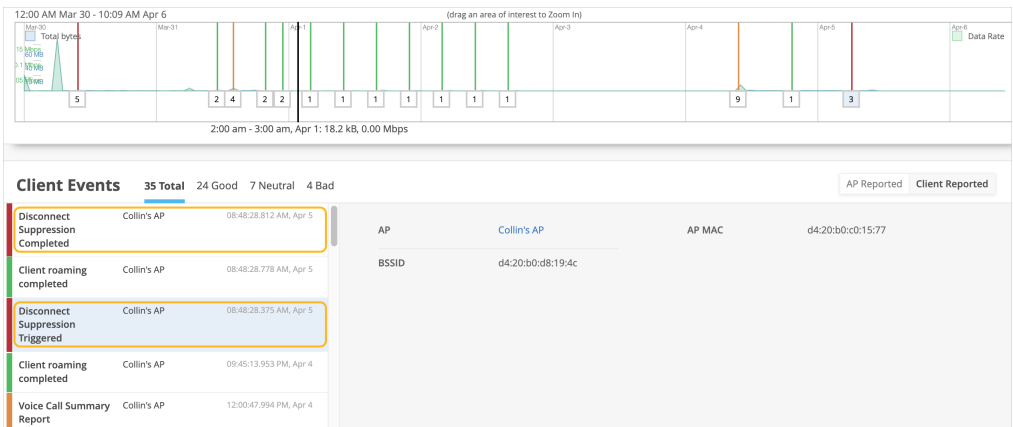 12:00 AM Mar 30 - 10:09 AM Apr 6
(drag an area of interest to Zoom In)
Mar-30 Mar-31 Apr-1 Apr-2 Apr-3 Apr-4 Apr-5 Apr-6
Total bytes Data Rate
60 MB
40 MB
5 2 4 2 2 1 1 1 1 1 1 1 9 1 3
2:00 am - 3:00 am, Apr 1: 18.2 kB, 0.00 Mbps
Client Events 35 Total 24 Good 7 Neutral 4 Bad AP Reported Client Reported
Disconnect Collin's AP 08:48:28.812 AM, Apr 5
Suppression
Completed
AP Collin's AP AP MAC d4:20:b0:c0:15:77
BSSID d4:20:b0:d8:19:4c
Client roaming Collin's AP 08:48:28.778 AM, Apr 5
completed
Disconnect Collin's AP 08:48:28.375 AM, Apr 5
Suppression
Triggered
Client roaming Collin's AP 09:45:13.953 PM, Apr 4
completed
Voice Call Summary Collin's AP 12:00:47.994 PM, Apr 4
Report